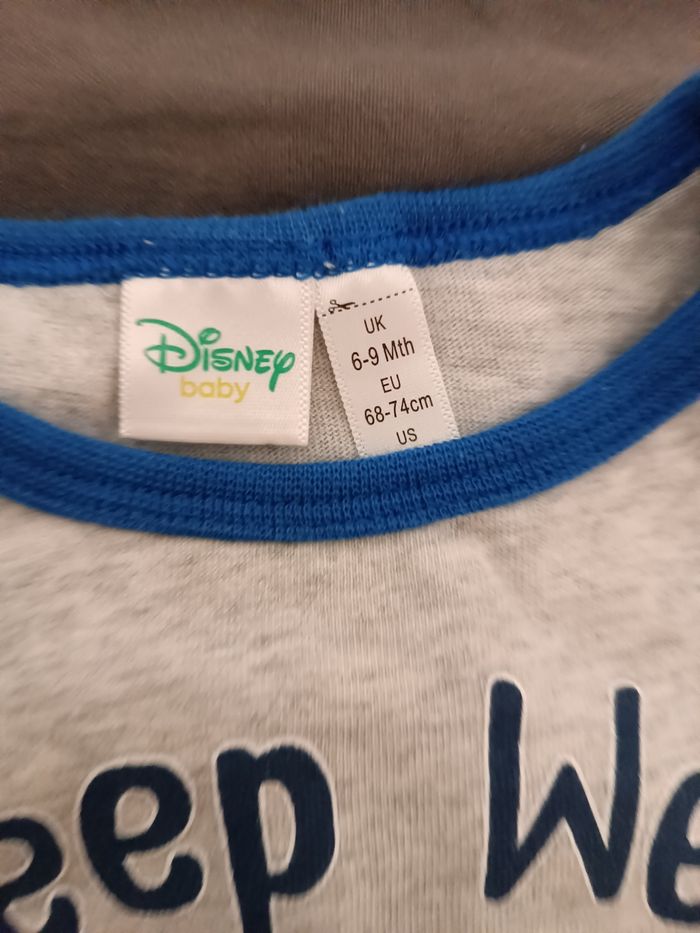 Disney
baby
UK
6-9 Mth
EU
68-74cm
US
eep We